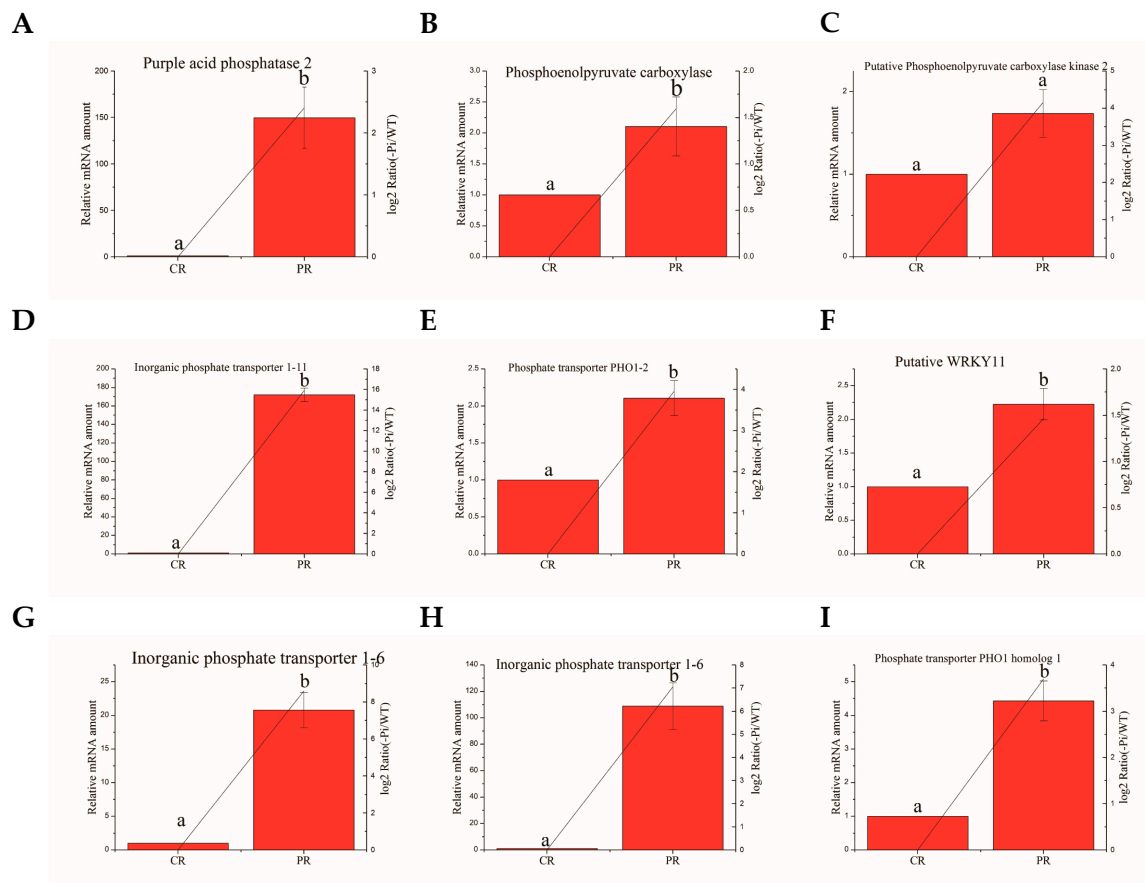 A
B
C
Purple acid phosphatase 2
200
150
100
50
0
Relative mRNA amount
a
b
CR
PR
3
2
1
0
log2 Ratio(-Pi/WT)
Phosphoenolpyruvate carboxylase
3.0
2.5
2.0
1.5
1.0
0.5
0.0
Relatative mRNA amount
a
b
CR
PR
2.0
1.5
1.0
0.5
0.0
log2 Ratio(-Pi/WT)
Putative Phosphoenolpyruvate carboxylase kinase 2
2
1
0
Relative mRNA amount
a
a
CR
PR
5
4
3
2
1
0
log2 Ratio(-Pi/WT)
D
E
F
Inorganic phosphate transporter 1-11
200
180
160
140
120
100
80
60
40
20
0
Relative mRNA amount
a
b
CR
PR
18
16
14
12
10
8
6
4
2
0
log2 Ratio(-Pi/WT)
Phosphate transporter PHO1-2
2.5
2.0
1.5
1.0
0.5
0.0
Relative mRNA amount
a
b
CR
PR
4
3
2
1
0
log2 Ratio(-Pi/WT)
Putative WRKY11
2.5
2.0
1.5
1.0
0.5
0.0
Relative mRNA amount
a
b
CR
PR
2.0
1.5
1.0
0.5
0.0
log2 Ratio(-Pi/WT)
G
H
I
Inorganic phosphate transporter 1-6
25
20
15
10
5
0
Relative mRNA amount
a
b
CR
PR
10
8
6
4
2
0
log2 Ratio(-Pi/WT)
Inorganic phosphate transporter 1-6
140
120
100
80
60
40
20
0
Relative mRNA amount
a
b
CR
PR
8
7
6
5
4
3
2
1
0
log2 Ratio(-Pi/WT)
Phosphate transporter PHO1 homolog 1
5
4
3
2
1
0
Relative mRNA amount
a
b
CR
PR
4
3
2
1
0
log2 Ratio(-Pi/WT)